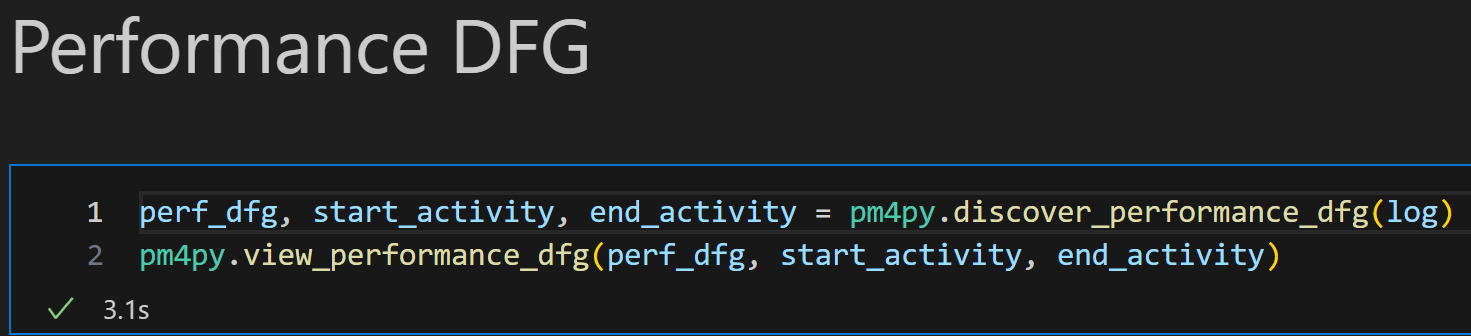 Performance DFG
1 perf_dfg, start_activity, end_activity = pm4py.discover_performance_dfg(log)
2 pm4py.view_performance_dfg(perf_dfg, start_activity, end_activity)
✓ 3.1s